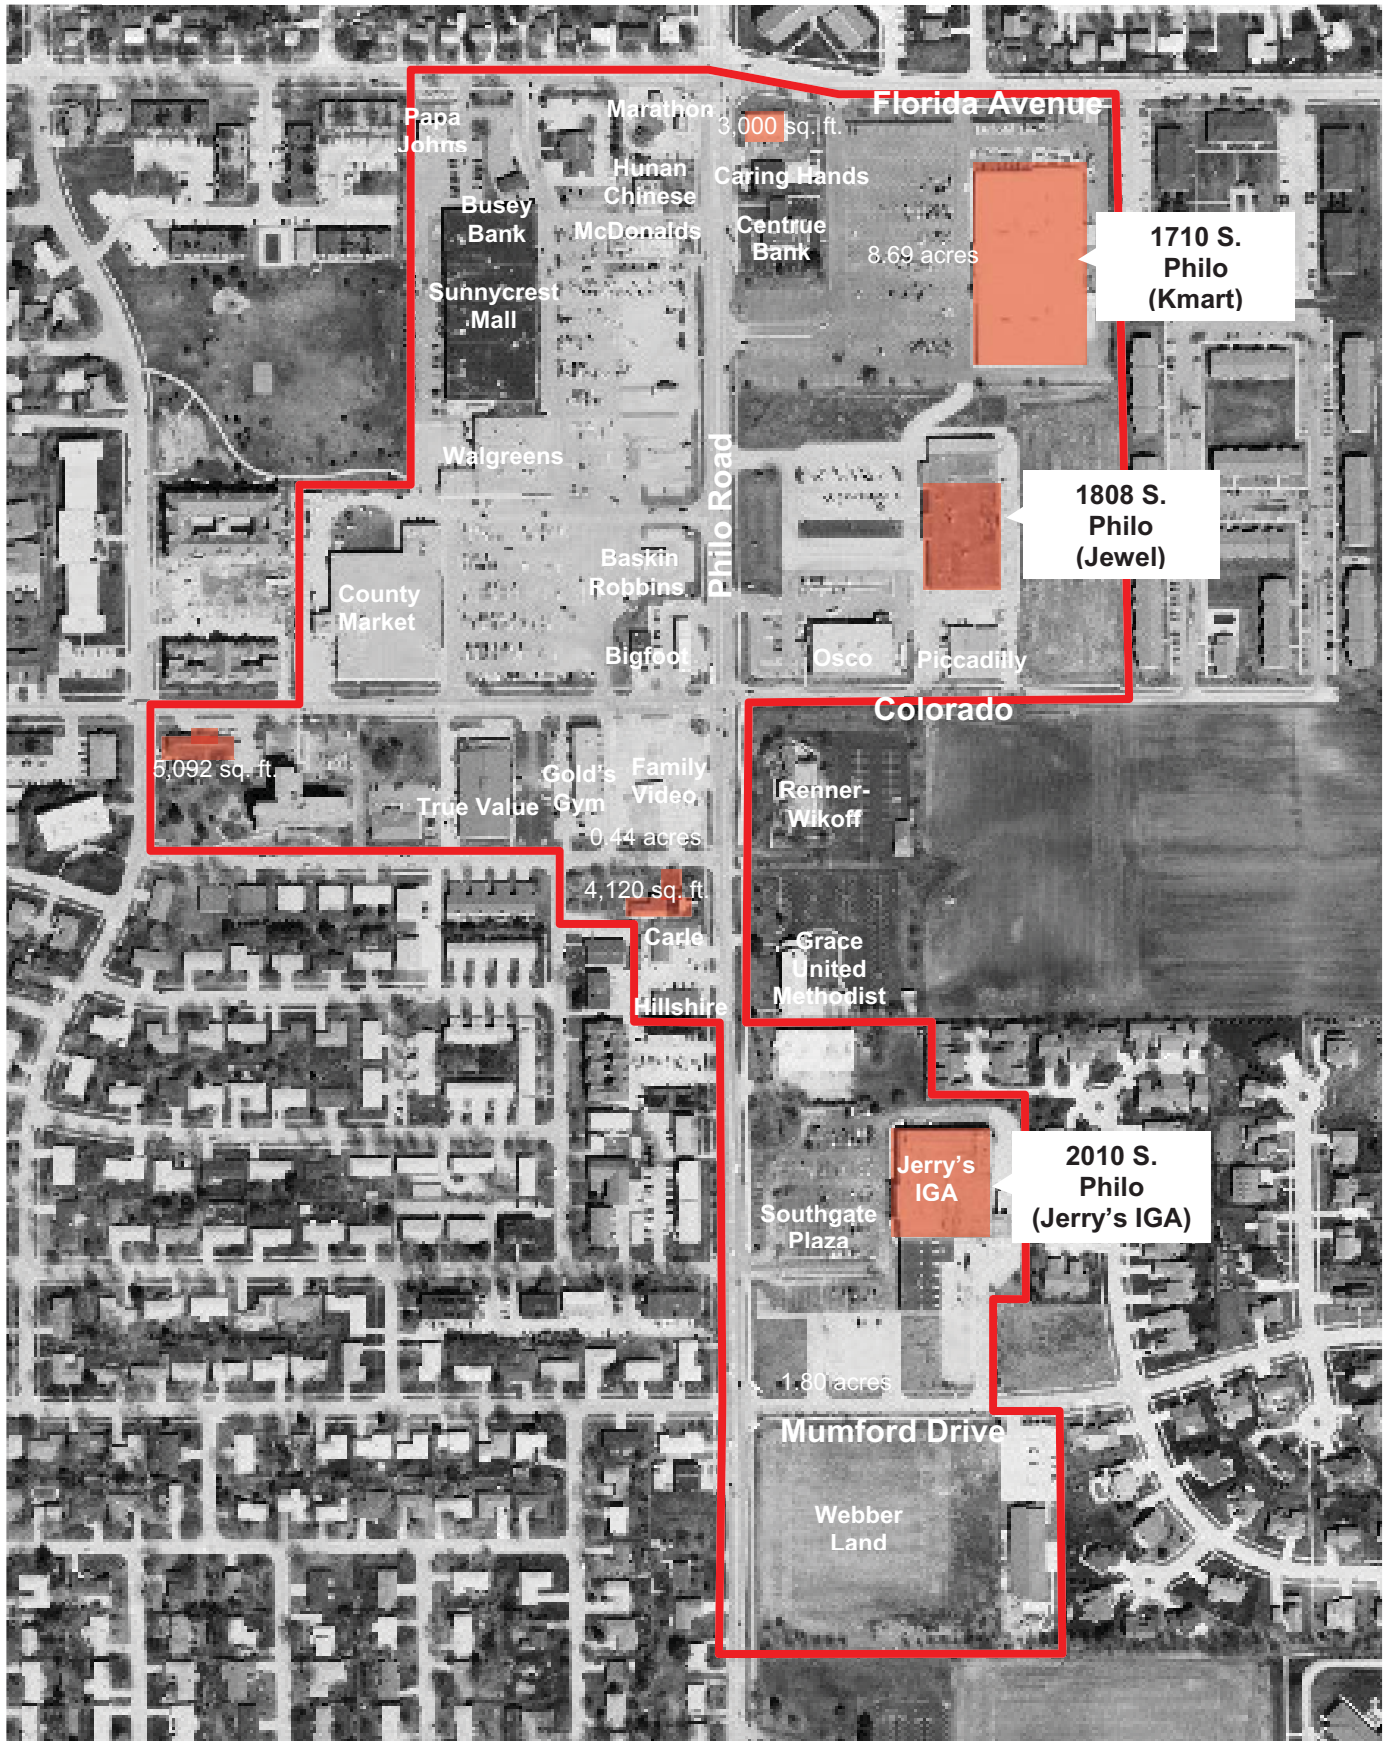 Florida Avenue
Papa
Johns
Marathon
3,000 sq. ft.
Hunan
Chinese
Caring Hands
Busey
Bank
McDonalds
Centrue
Bank
8.69 acres
1710 S.
Philo
(Kmart)
Sunnycrest
Mall
Walgreens
Philo Road
1808 S.
Philo
(Jewel)
Baskin
Robbins
County
Market
Bigfoot
Osco
Piccadilly
Colorado
5,092 sq. ft.
Gold's
Gym
Family
Video
True Value
Renner-
Wikoff
0.44 acres
4,120 sq. ft.
Carle
Grace
United
Methodist
Hillshire
Jerry's
IGA
2010 S.
Philo
(Jerry's IGA)
Southgate
Plaza
1.80 acres
Mumford Drive
Webber
Land